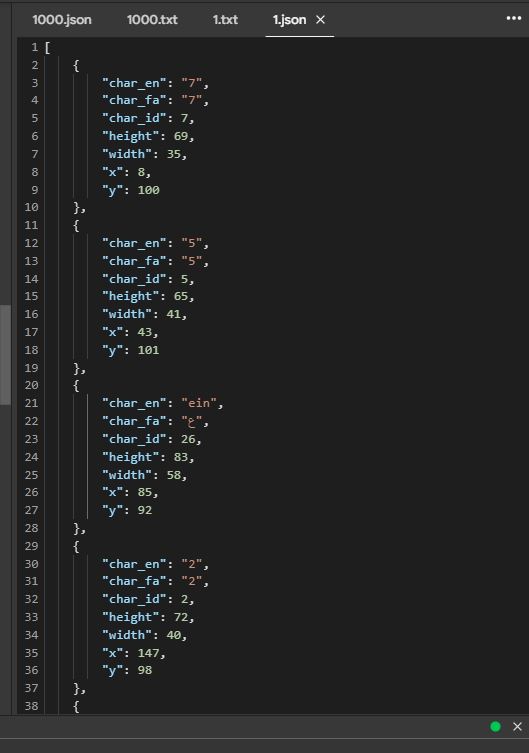 1000.json 1000.txt 1.txt 1.json ×
1 [
2 {
3 "char_en": "7",
4 "char_fa": "7",
5 "char_id": 7,
6 "height": 69,
7 "width": 35,
8 "x": 8,
9 "y": 100
10 },
11 {
12 "char_en": "5",
13 "char_fa": "5",
14 "char_id": 5,
15 "height": 65,
16 "width": 41,
17 "x": 43,
18 "y": 101
19 },
20 {
21 "char_en": "ein",
22 "char_fa": "ع",
23 "char_id": 26,
24 "height": 83,
25 "width": 58,
26 "x": 85,
27 "y": 92
28 },
29 {
30 "char_en": "2",
31 "char_fa": "2",
32 "char_id": 2,
33 "height": 72,
34 "width": 40,
35 "x": 147,
36 "y": 98
37 },
38 {